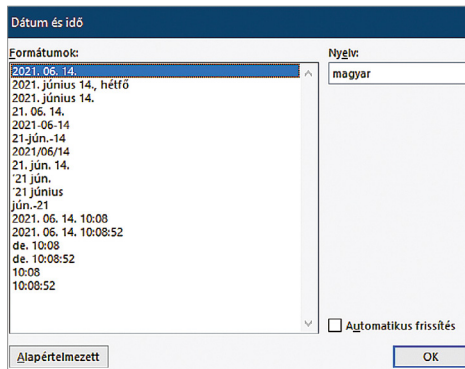 Dátum és idő
Formátumok:
2021. 06. 14.
2021. június 14., hétfő
2021. június 14.
21. 06. 14.
2021-06-14
21-jún.-14
2021/06/14
21. jún. 14.
'21 jún.
'21 június
jún.-21
2021. 06. 14. 10:08
2021. 06. 14. 10:08:52
de. 10:08
de. 10:08:52
10:08
10:08:52
Nyelv:
magyar
Automatikus frissítés
Alapértelmezett
OK